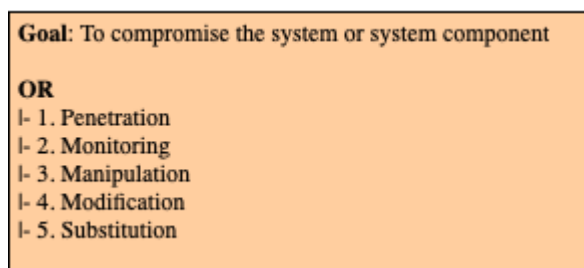 Goal: To compromise the system or system component
OR
|- 1. Penetration
|- 2. Monitoring
|- 3. Manipulation
|- 4. Modification
|- 5. Substitution